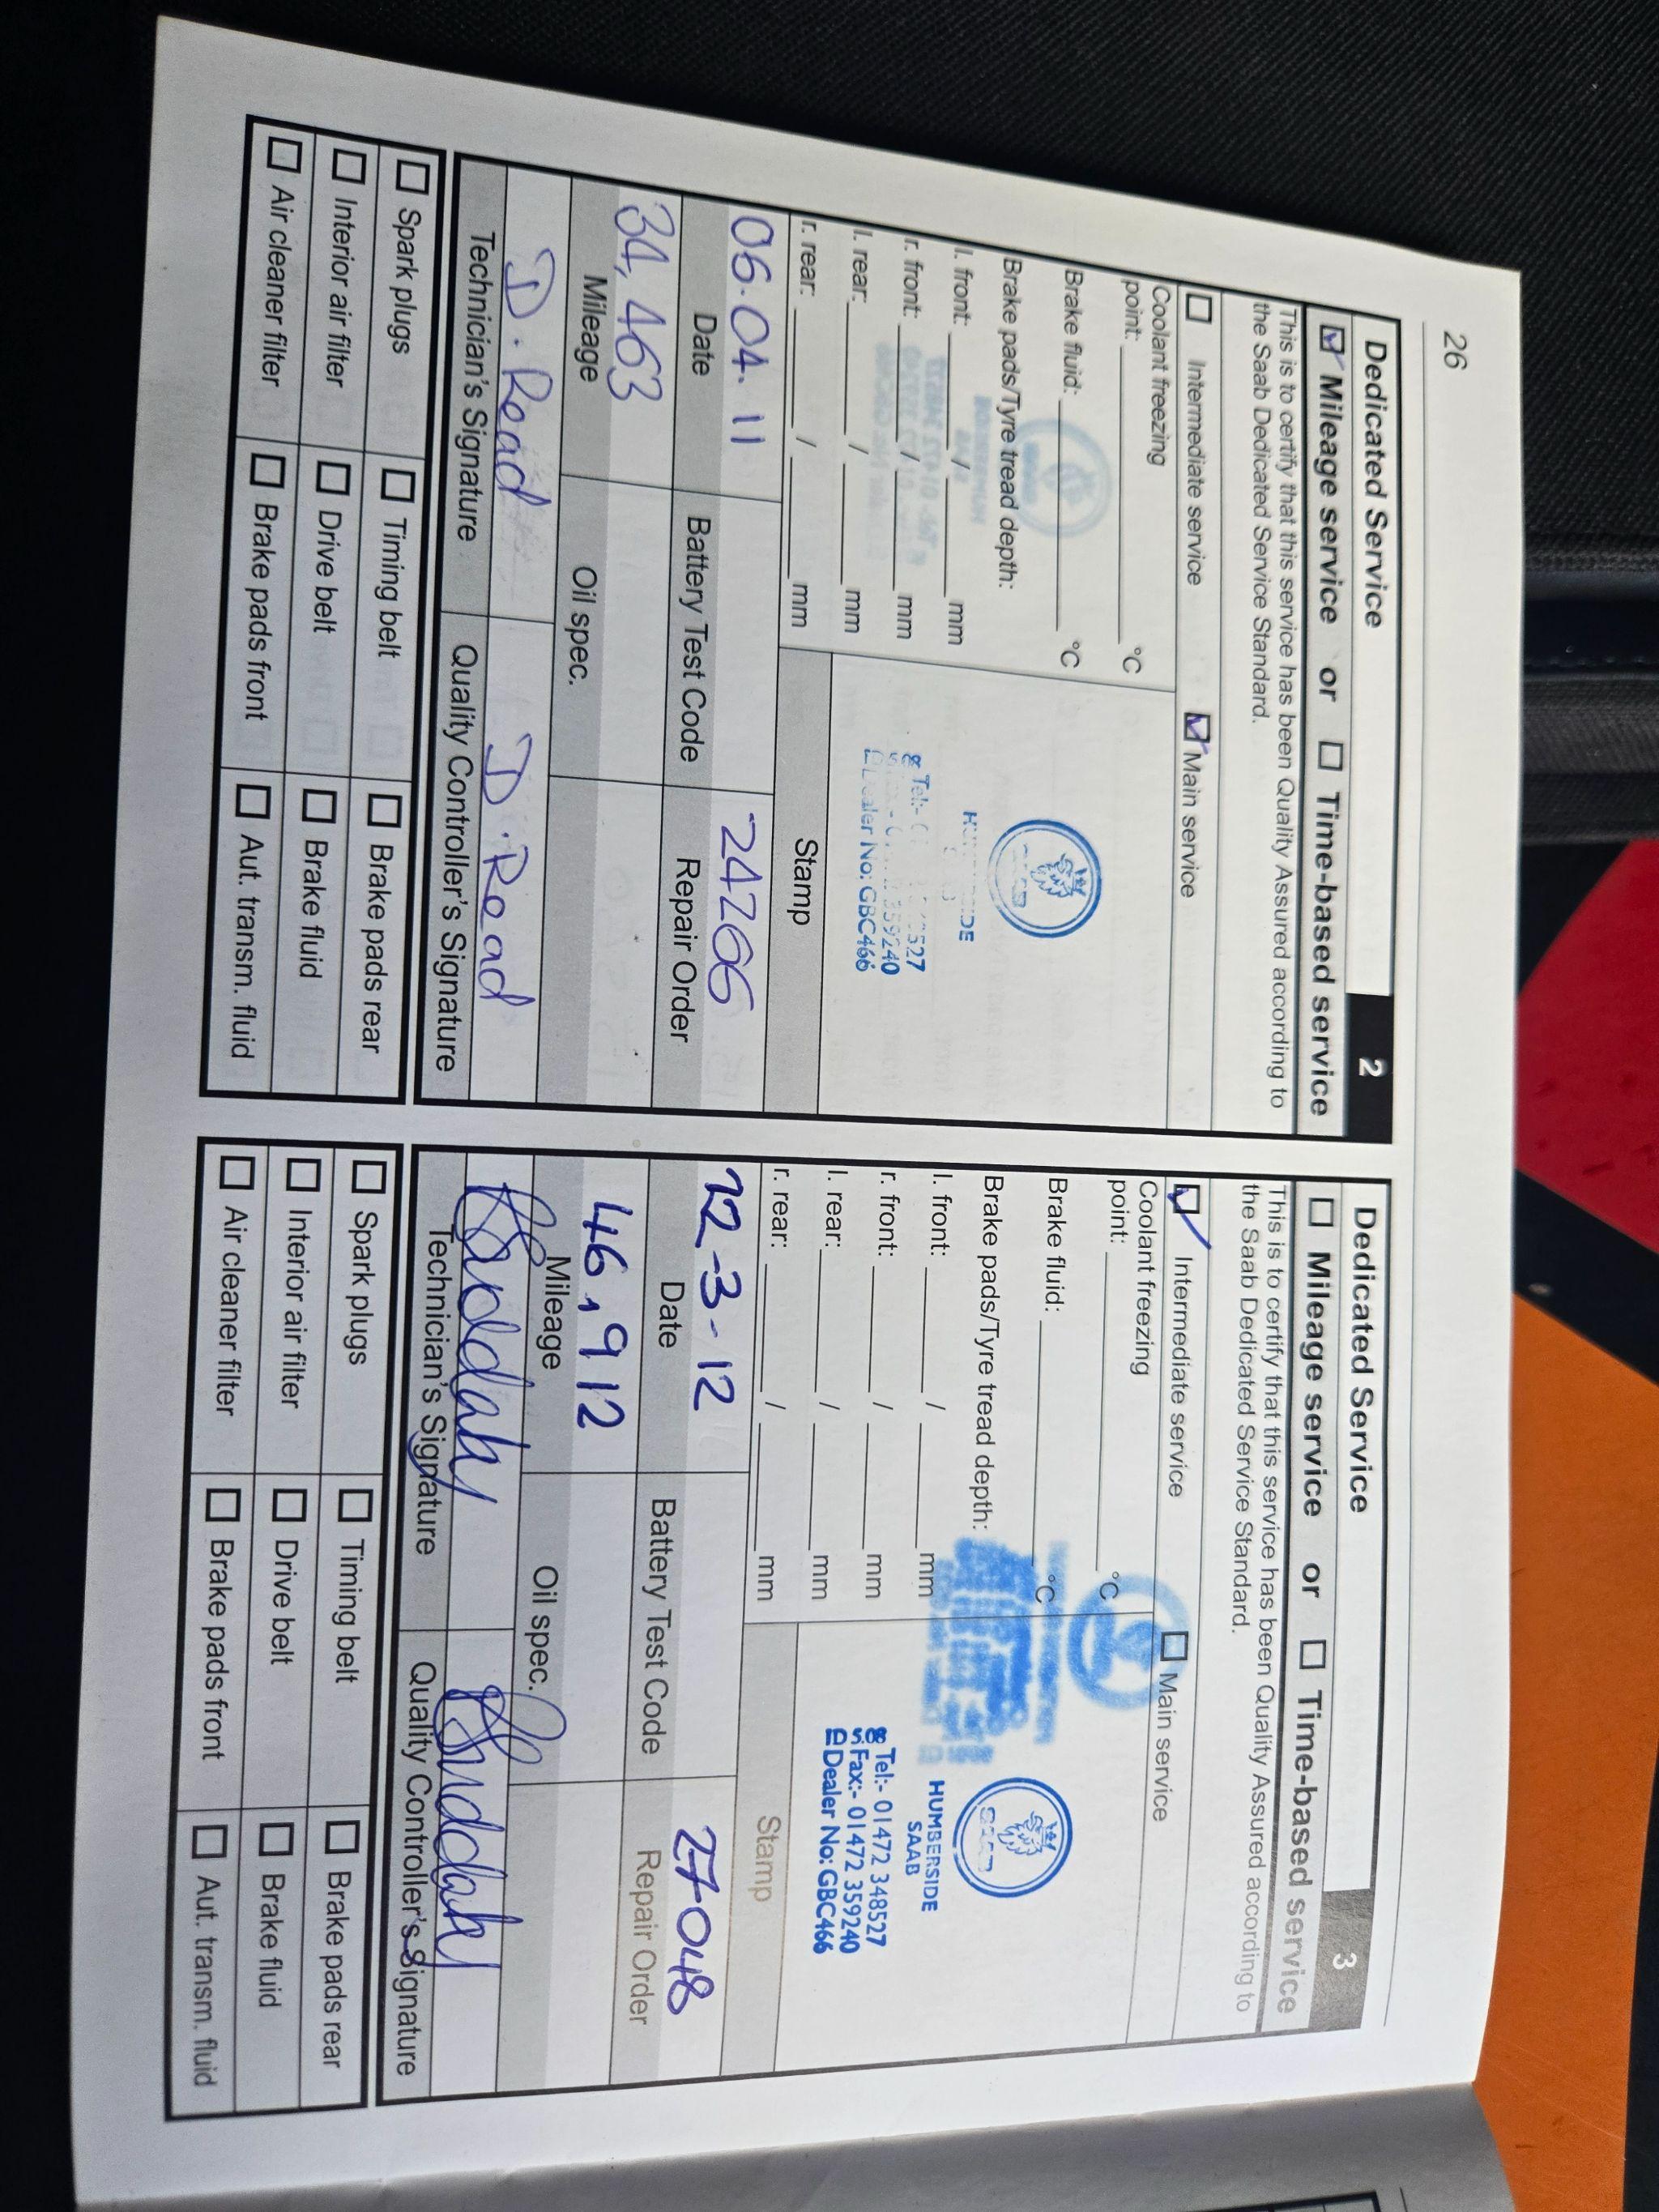 26
Dedicated Service 2
Mileage service or Time-based service
This is to certify that this service has been Quality Assured according to
the Saab Dedicated Service Standard.
Intermediate service Main service
Coolant freezing
point: °C
Brake fluid: °C
Brake pads/Tyre tread depth:
l. front: / mm
r. front: / mm
l. rear: / mm
r. rear: / mm
Dealer No: GBC466
Stamp
06.04.11 24266
Date Battery Test Code Repair Order
34,463
Mileage Oil spec.
D. Read D. Read
Technician's Signature Quality Controller's Signature
Spark plugs Timing belt Brake pads rear
Interior air filter Drive belt Brake fluid
Air cleaner filter Brake pads front Aut. transm. fluid
Dedicated Service 3
Mileage service or Time-based service
This is to certify that this service has been Quality Assured according to
the Saab Dedicated Service Standard.
Intermediate service Main service
Coolant freezing
point: °C
Brake fluid: °C
Brake pads/Tyre tread depth:
l. front: / mm
r. front: / mm
l. rear: / mm
r. rear: / mm
SAAB
HUMBERSIDE
SAAB
Tel:- 01472 348527
Fax:- 01472 359240
Dealer No: GBC466
Stamp
22-3-12 27048
Date Battery Test Code Repair Order
46,912
Mileage Oil spec.
Technician's Signature Quality Controller's Signature
Spark plugs Timing belt Brake pads rear
Interior air filter Drive belt Brake fluid
Air cleaner filter Brake pads front Aut. transm. fluid